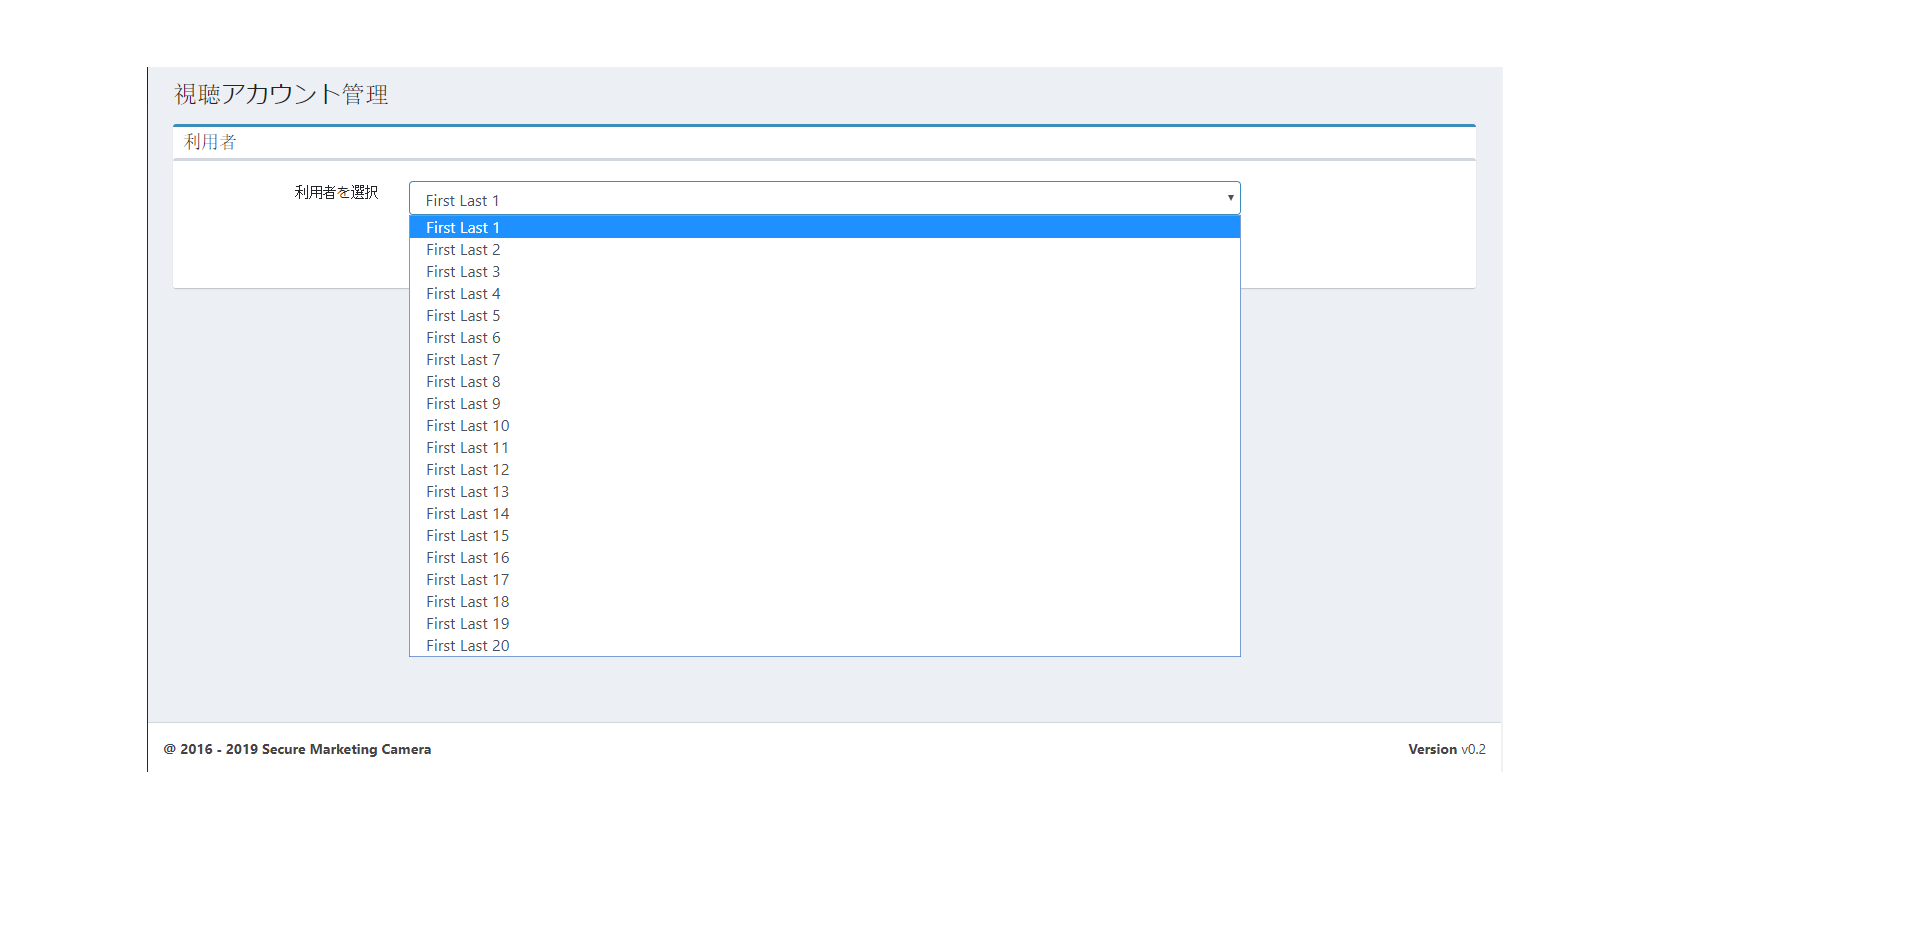 視聴アカウント管理
利用者
利用者を選択
First Last 1
First Last 1
First Last 2
First Last 3
First Last 4
First Last 5
First Last 6
First Last 7
First Last 8
First Last 9
First Last 10
First Last 11
First Last 12
First Last 13
First Last 14
First Last 15
First Last 16
First Last 17
First Last 18
First Last 19
First Last 20
@ 2016 - 2019 Secure Marketing Camera
Version v0.2